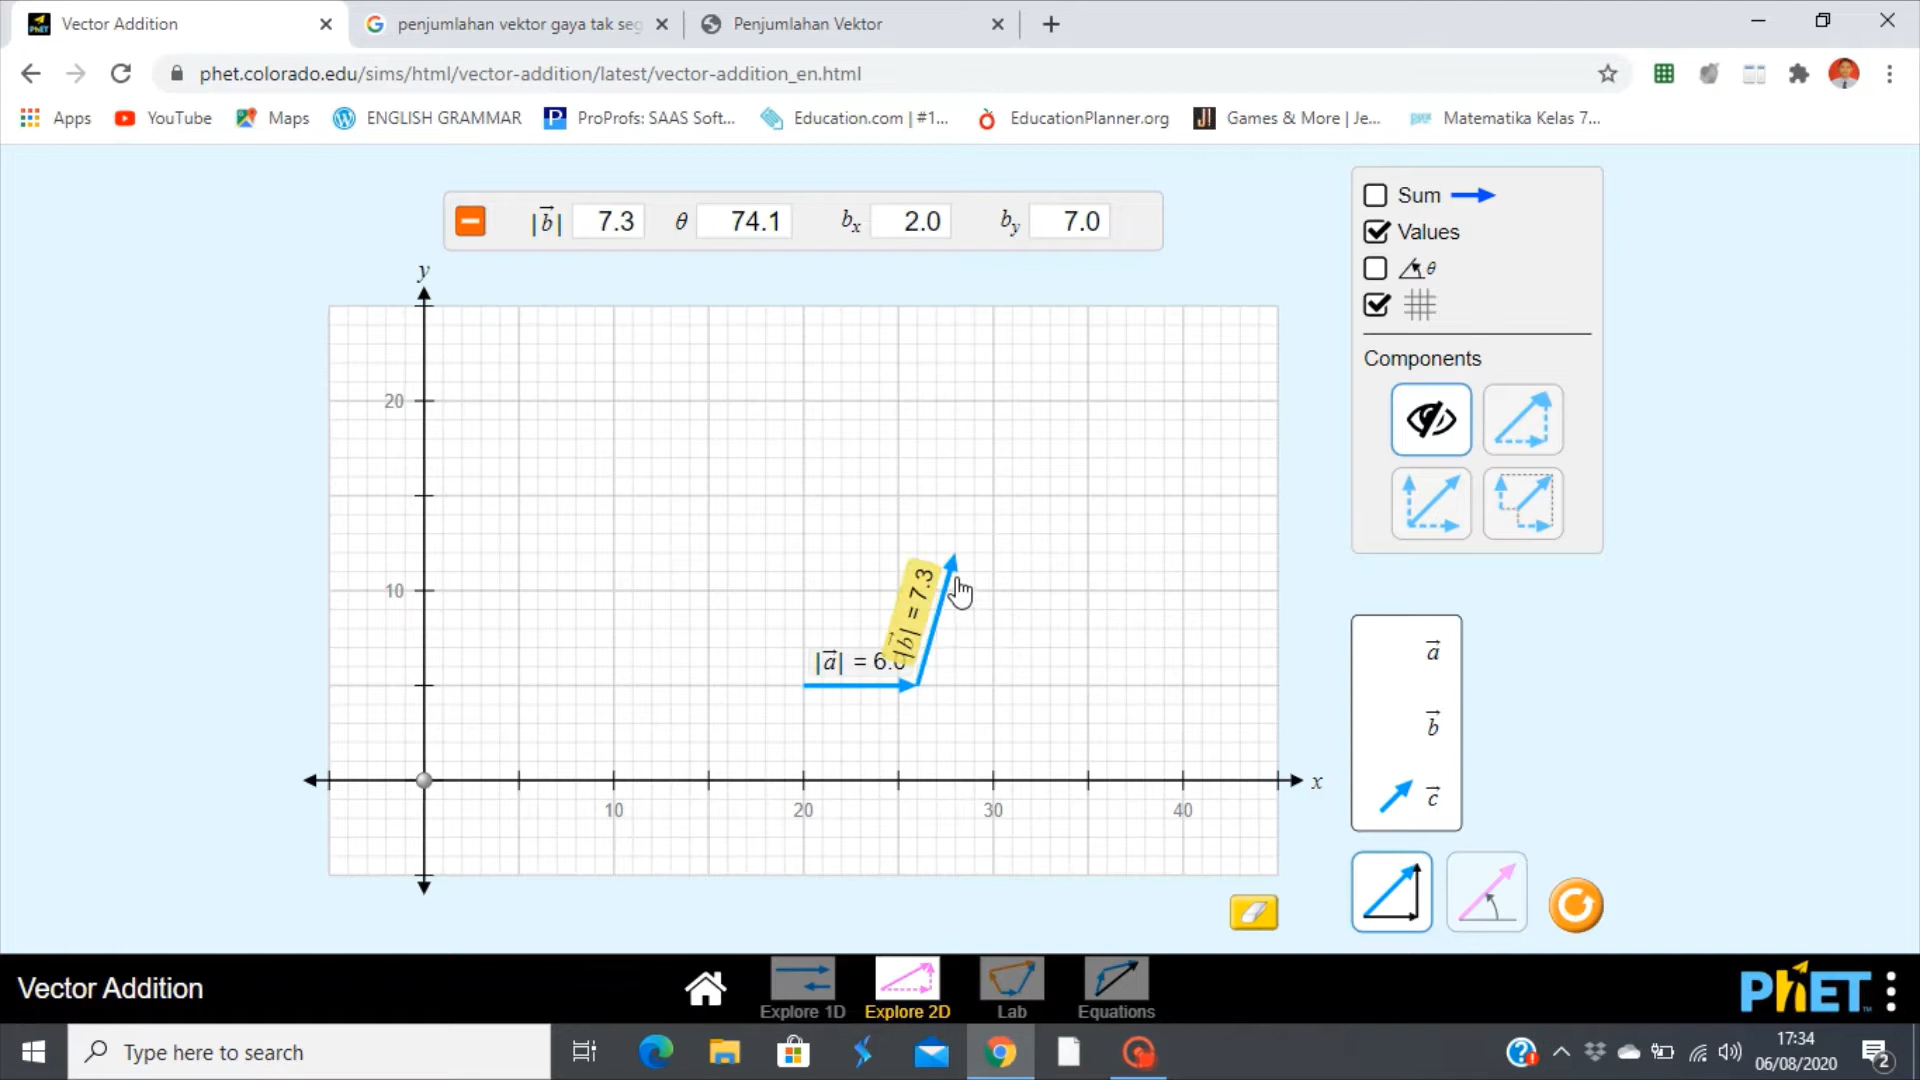 Vector Addition
penjumlahan vektor gaya tak seg
Penjumlahan Vektor
phet.colorado.edu/sims/html/vector-addition/latest/vector-addition_en.html
Apps YouTube Maps ENGLISH GRAMMAR ProProfs: SAAS Soft... Education.com | #1... EducationPlanner.org Games & More | Je... Matematika Kelas 7...
|b⃗| 7.3 θ 74.1 bx 2.0 by 7.0
Sum
Values
θ
Components
y
20
10
|b⃗| = 7.3
|a⃗| = 6.0
x
10 20 30 40
a⃗
b⃗
c⃗
Vector Addition
Explore 1D
Explore 2D
Lab
Equations
PhET
Type here to search
17:34
06/08/2020
2